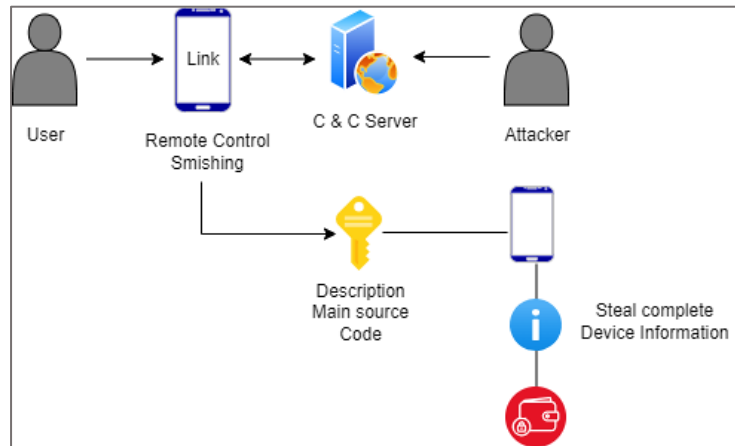 Link
User
Remote Control
Smishing
C & C Server
Attacker
Description
Main source
Code
Steal complete
Device Information